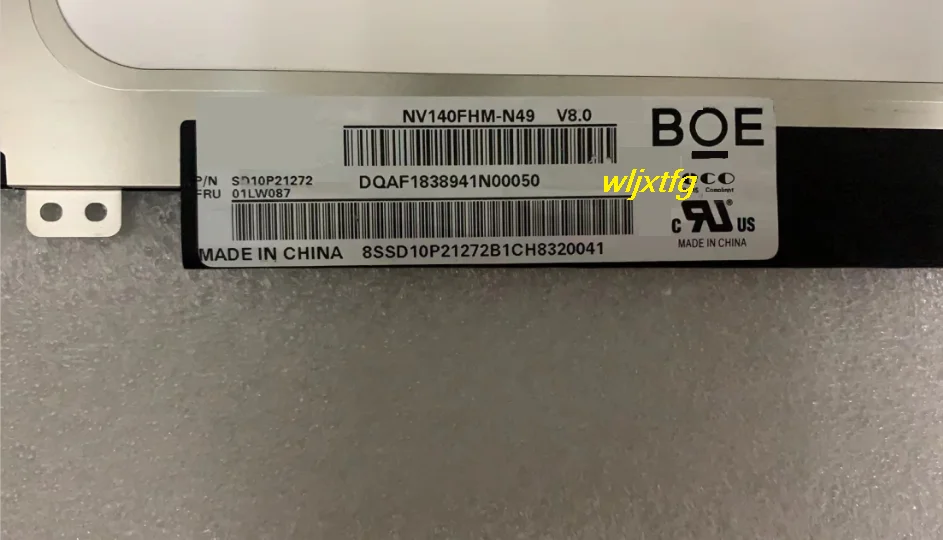 NV140FHM-N49 V8.0
BOE
P/N SD10P21272
DQAF1838941N00050
wljxtfg
FRU 01LW087
C US
MADE IN CHINA
MADE IN CHINA 8SSD10P21272B1CH8320041